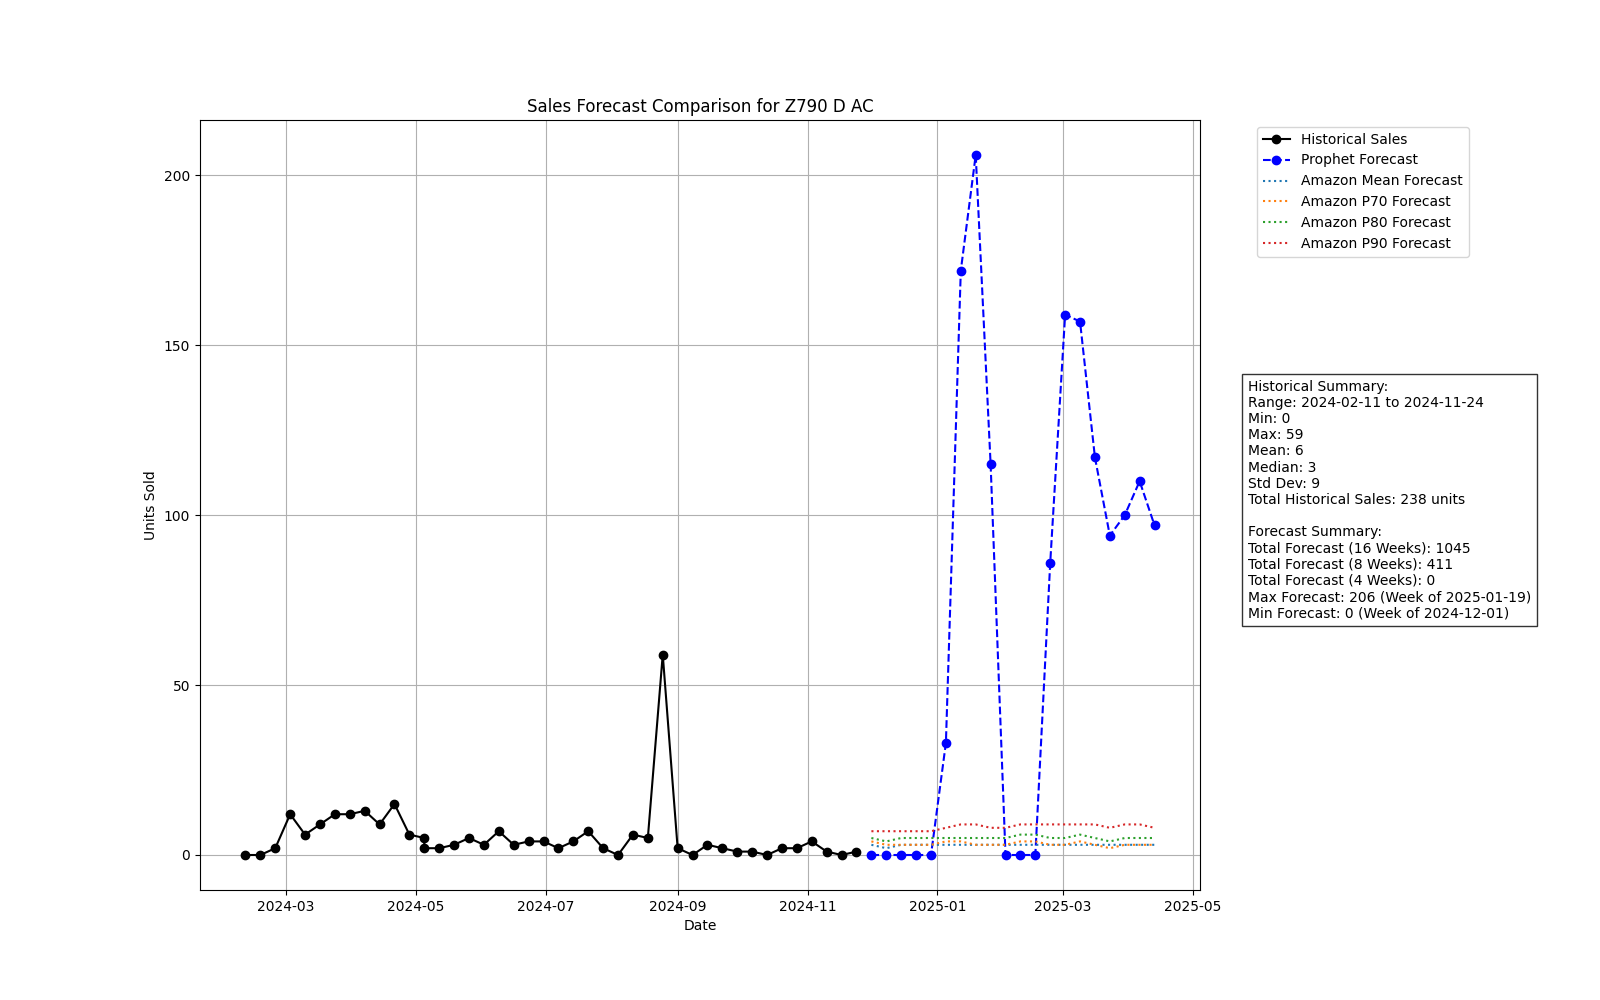 Sales Forecast Comparison for Z790 D AC
Historical Sales
Prophet Forecast
Amazon Mean Forecast
Amazon P70 Forecast
Amazon P80 Forecast
Amazon P90 Forecast
200
150
100
50
0
Units Sold
Historical Summary:
Range: 2024-02-11 to 2024-11-24
Min: 0
Max: 59
Mean: 6
Median: 3
Std Dev: 9
Total Historical Sales: 238 units
Forecast Summary:
Total Forecast (16 Weeks): 1045
Total Forecast (8 Weeks): 411
Total Forecast (4 Weeks): 0
Max Forecast: 206 (Week of 2025-01-19)
Min Forecast: 0 (Week of 2024-12-01)
2024-03 2024-05 2024-07 2024-09 2024-11 2025-01 2025-03 2025-05
Date